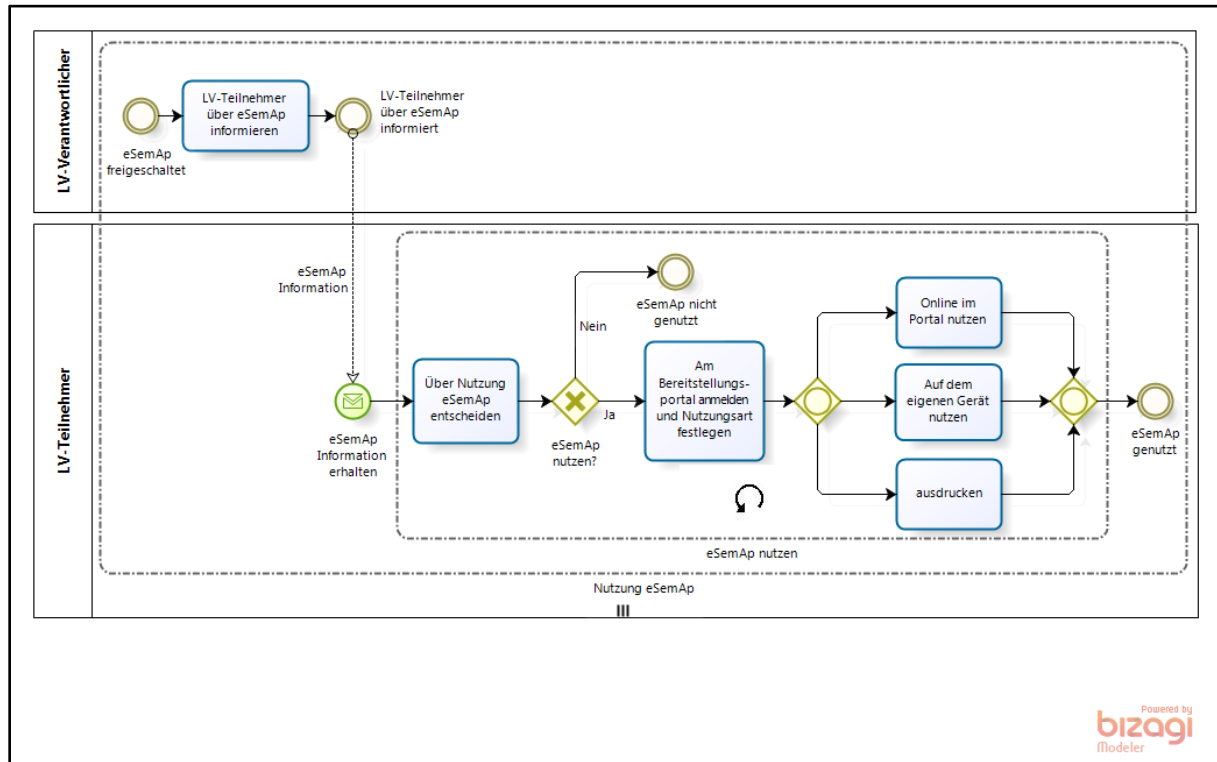 LV-Verantwortlicher
eSemAp
freigeschaltet
LV-Teilnehmer
über eSemAp
informieren
LV-Teilnehmer
über eSemAp
informiert
eSemAp
Information
LV-Teilnehmer
eSemAp
Information
erhalten
Über Nutzung
eSemAp
entscheiden
eSemAp
nutzen?
Nein
eSemAp nicht
genutzt
Ja
Am
Bereitstellungs-
portal anmelden
und Nutzungsart
festlegen
Online im
Portal nutzen
Auf dem
eigenen Gerät
nutzen
ausdrucken
eSemAp
genutzt
eSemAp nutzen
Nutzung eSemAp
Powered by
bizagi
Modeler